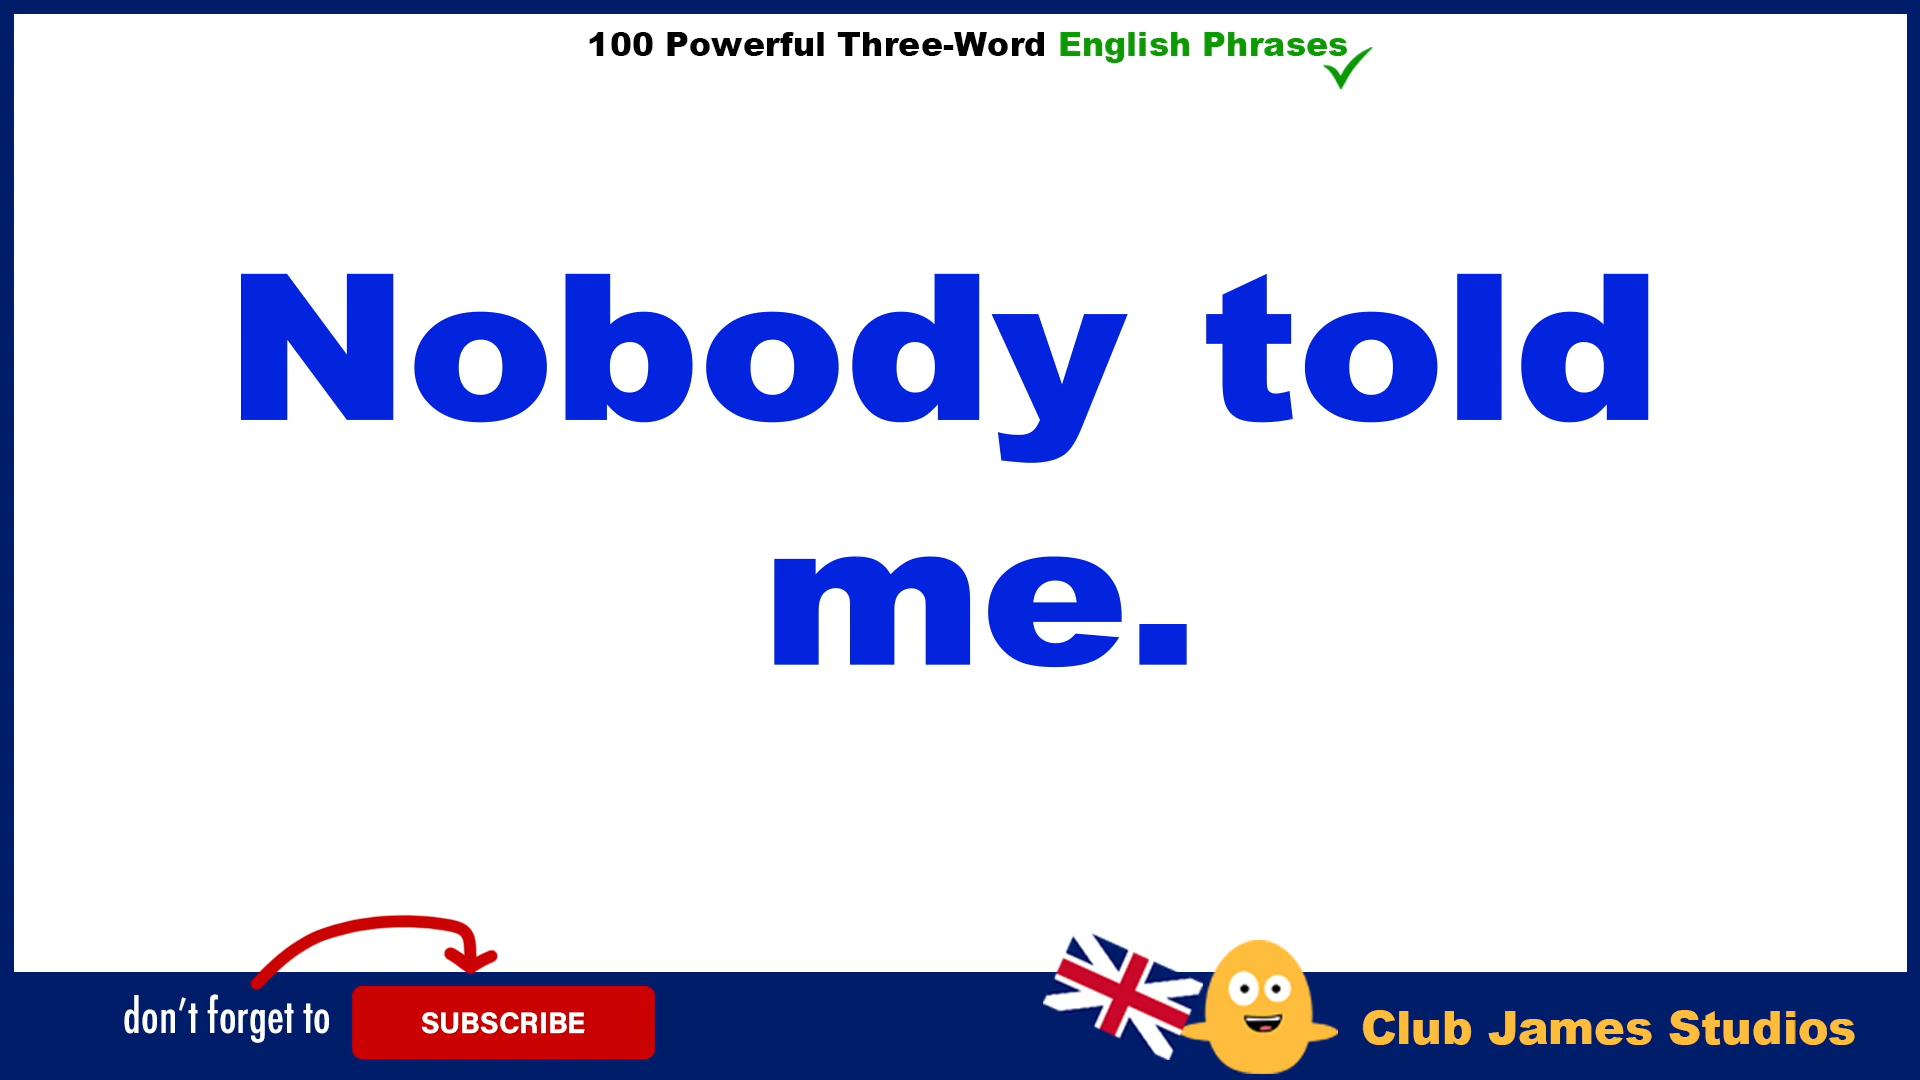 100 Powerful Three-Word English Phrases
Nobody told
me.
don't forget to
SUBSCRIBE
Club James Studios